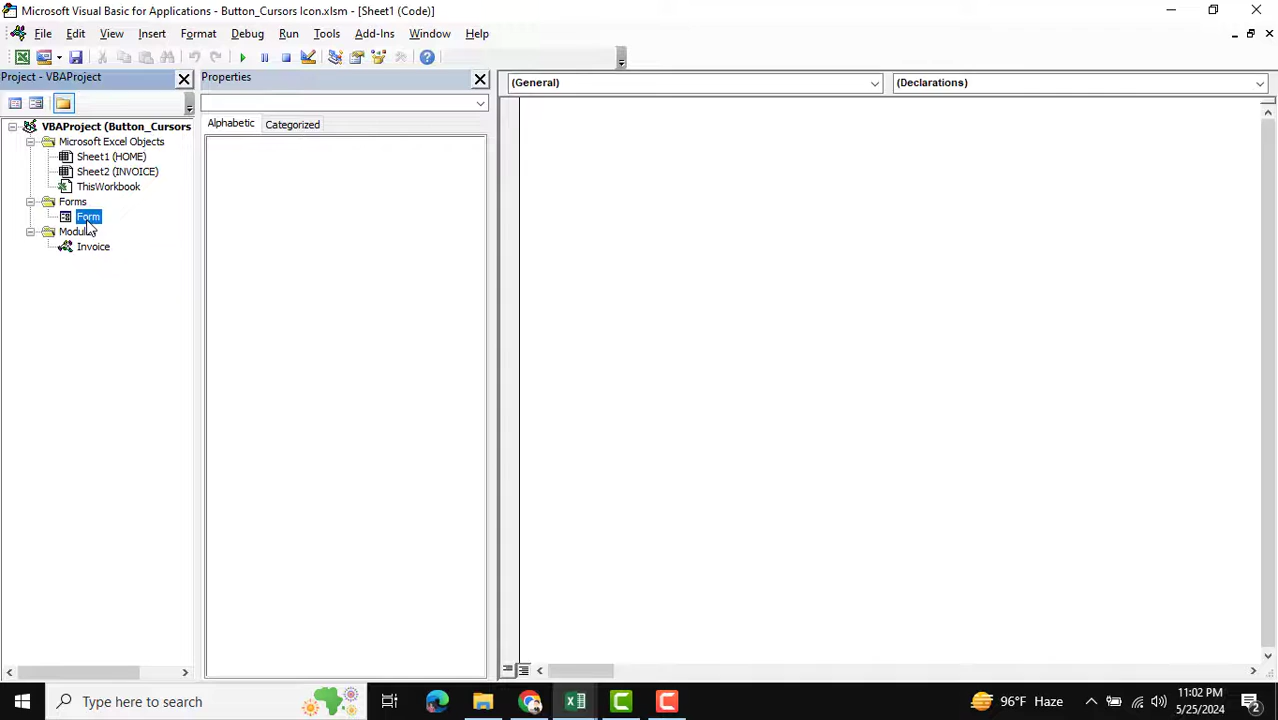 Microsoft Visual Basic for Applications - Button_Cursors Icon.xlsm - [Sheet1 (Code)]
File Edit View Insert Format Debug Run Tools Add-Ins Window Help
Project - VBAProject
Properties
(General)
(Declarations)
Alphabetic
Categorized
VBAProject (Button_Cursors
Microsoft Excel Objects
Sheet1 (HOME)
Sheet2 (INVOICE)
ThisWorkbook
Forms
Form
Modules
Invoice
Type here to search
96°F Haze
11:02 PM
5/25/2024
2